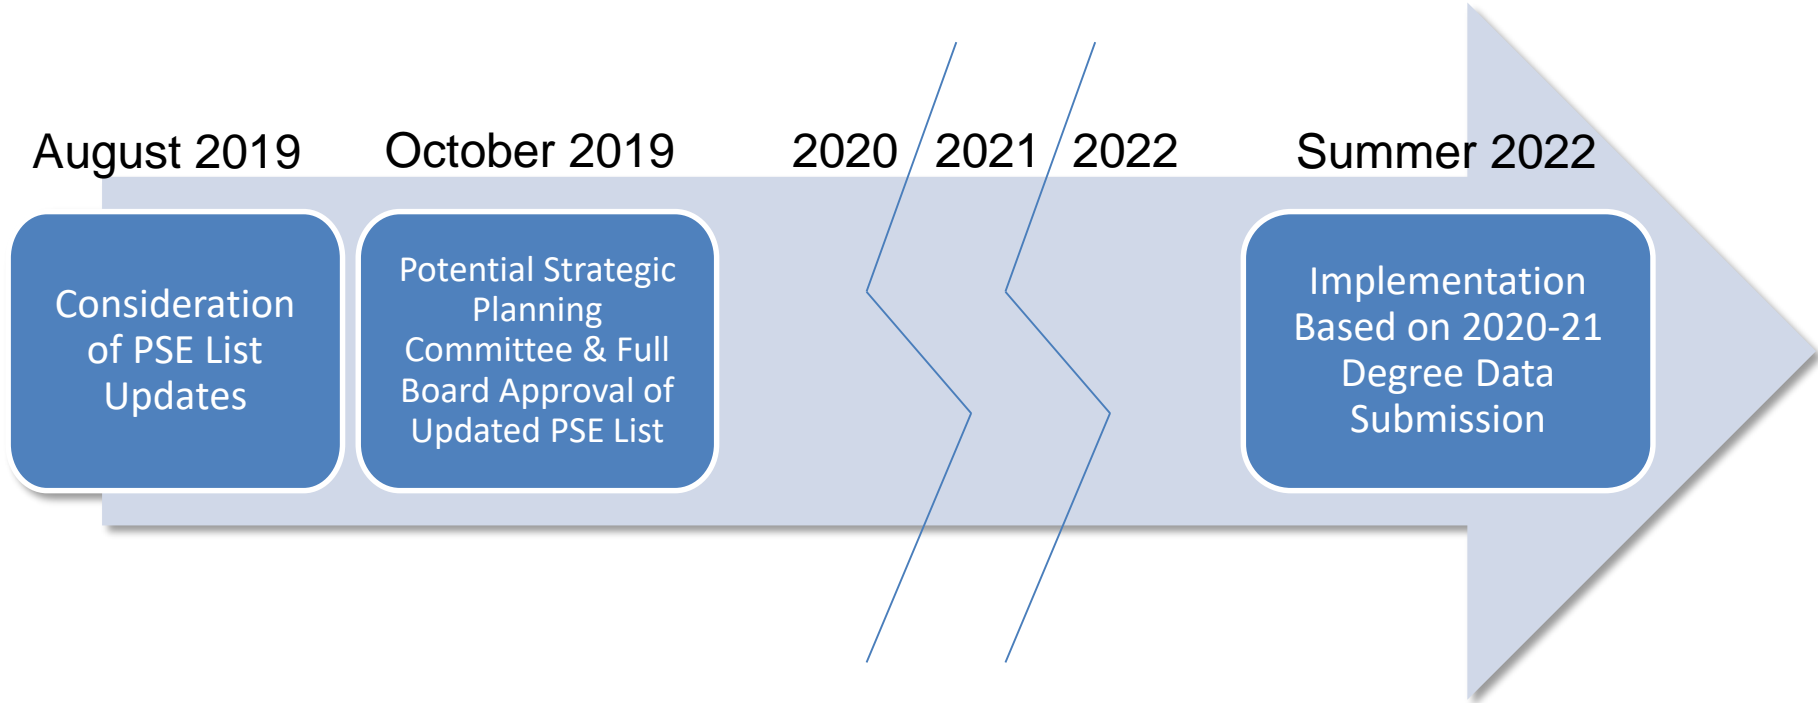 August 2019
October 2019
2020
2021
2022
Summer 2022
Consideration
of PSE List
Updates
Potential Strategic
Planning
Committee & Full
Board Approval of
Updated PSE List
Implementation
Based on 2020-21
Degree Data
Submission